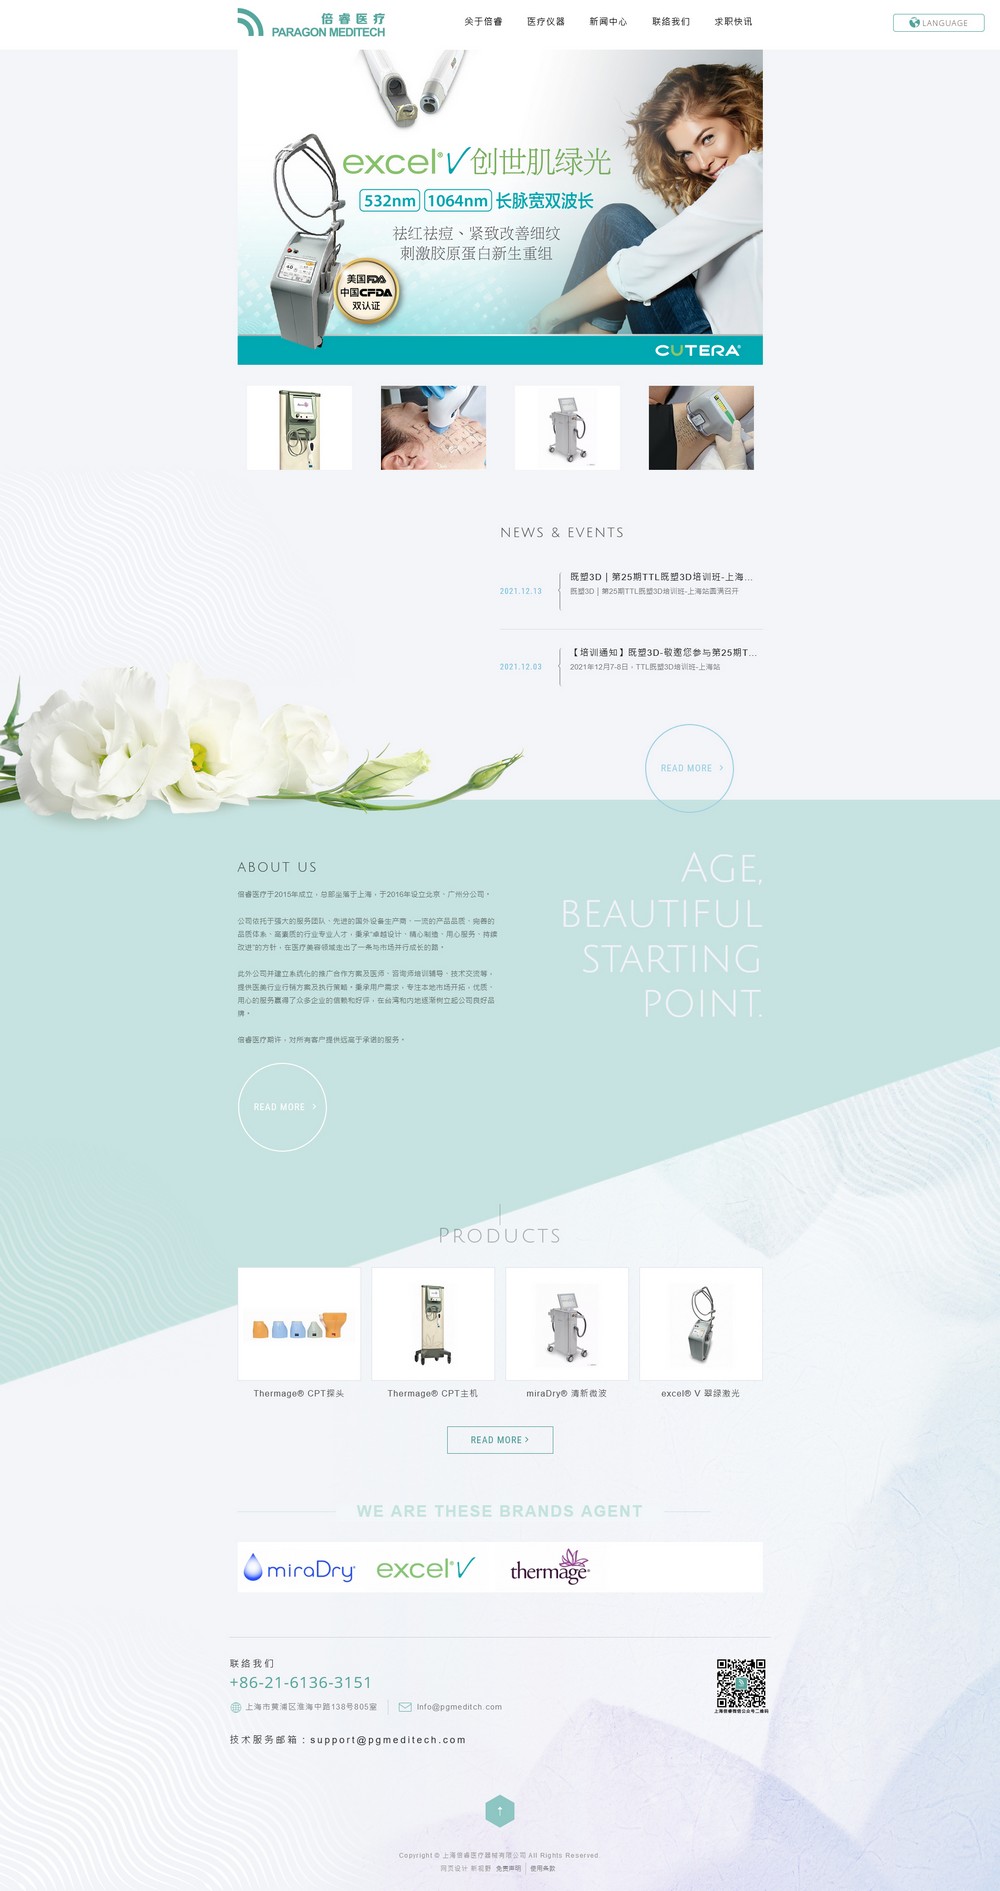 倍睿医疗
PARAGON MEDITECH
关于倍睿 医疗仪器 新闻中心 联络我们 求职快讯
LANGUAGE
excel® V 创世肌绿光
532nm 1064nm 长脉宽双波长
祛红祛痘、紧致改善细纹
刺激胶原蛋白新生重组
美国FDA
中国CFDA
双认证
CUTERA®
NEWS & EVENTS
既塑3D | 第25期TTL既塑3D培训班-上海...
2021.12.13
既塑3D | 第25期TTL既塑3D培训班-上海站圆满召开
【培训通知】既塑3D-敬邀您参与第25期T...
2021.12.03
2021年12月7-8日，TTL既塑3D培训班-上海站
READ MORE >
ABOUT US
倍睿医疗于2015年成立，总部坐落于上海，于2016年设立北京、广州分公司。
公司依托于强大的服务团队、先进的国外设备生产商、一流的产品品质、完善的
品质体系、高素质的行业专业人才，秉承"卓越设计、精心制造、用心服务、持续
改进"的方针，在医疗美容领域走出了一条与市场并行成长的路。
此外公司并建立系统化的推广合作方案及医师、咨询师培训辅导、技术交流等，
提供医美行业行销方案及执行策略。秉承用户需求，专注本地市场开拓，优质、
用心的服务赢得了众多企业的信赖和好评，在台湾和内地逐渐树立起公司良好品
牌。
倍睿医疗期许，对所有客户提供远高于承诺的服务。
AGE,
BEAUTIFUL
STARTING
POINT.
READ MORE >
PRODUCTS
Thermage® CPT探头
Thermage® CPT主机
miraDry® 清新微波
excel® V 翠绿激光
READ MORE >
WE ARE THESE BRANDS AGENT
miraDry®
excel® V
thermage®
联络我们
+86-21-6136-3151
上海市黄浦区淮海中路138号805室
Info@pgmeditch.com
上海倍睿微信公众号二维码
技术服务邮箱：support@pgmeditech.com
Copyright © 上海倍睿医疗器械有限公司 All Rights Reserved.
网页设计 新视野 免责声明 | 使用条款